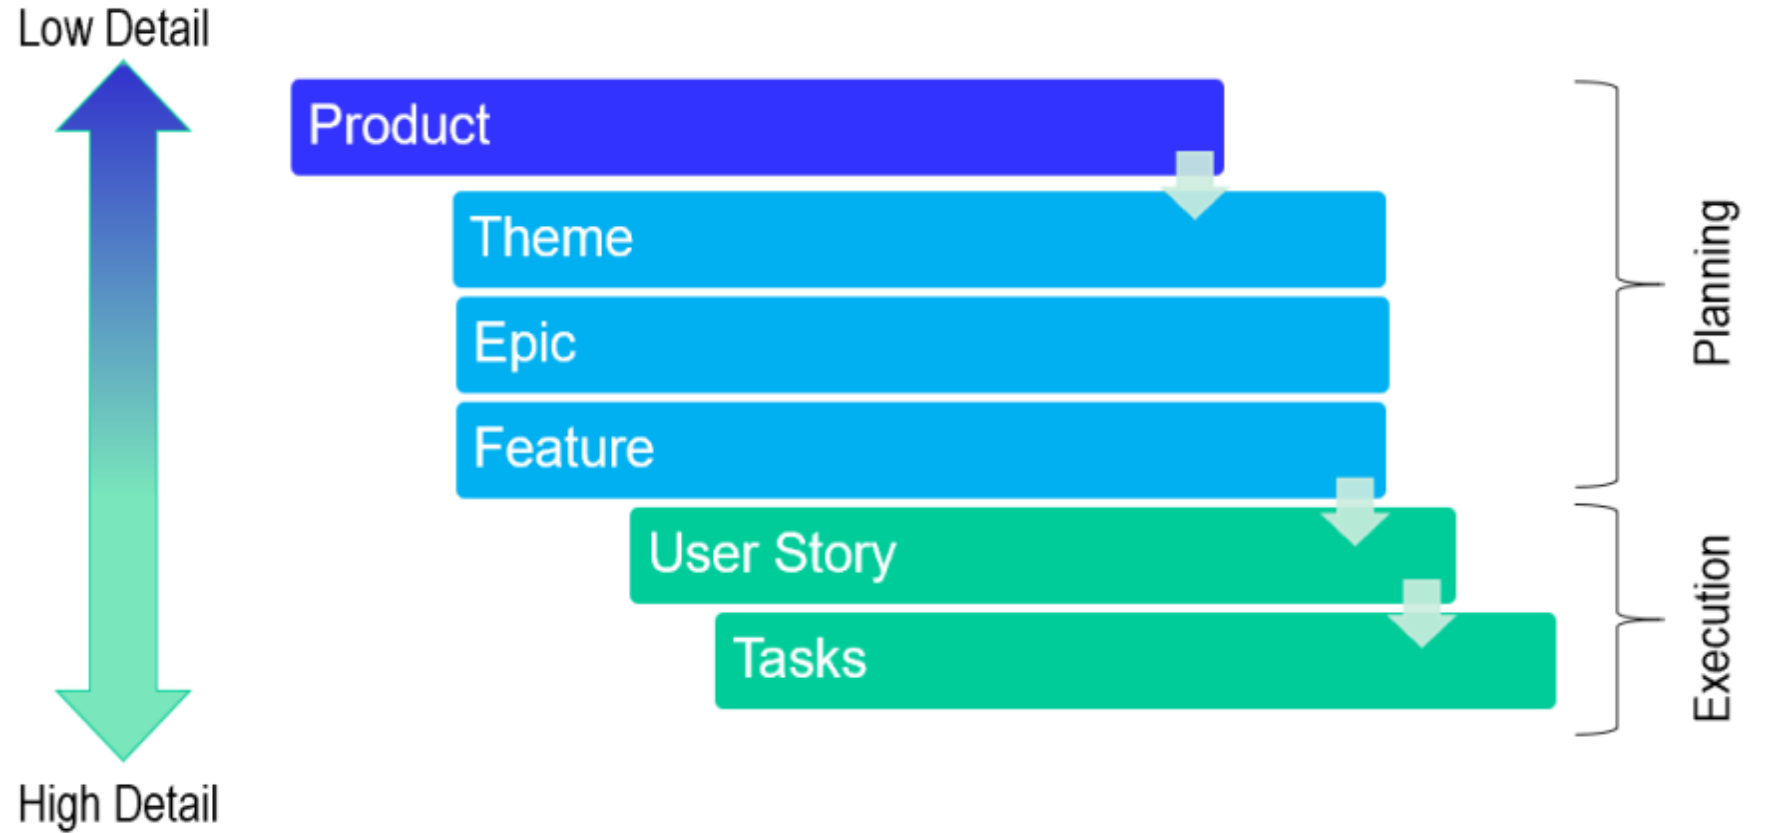 Low Detail
Product
Theme
Epic
Feature
Planning
User Story
Tasks
Execution
High Detail